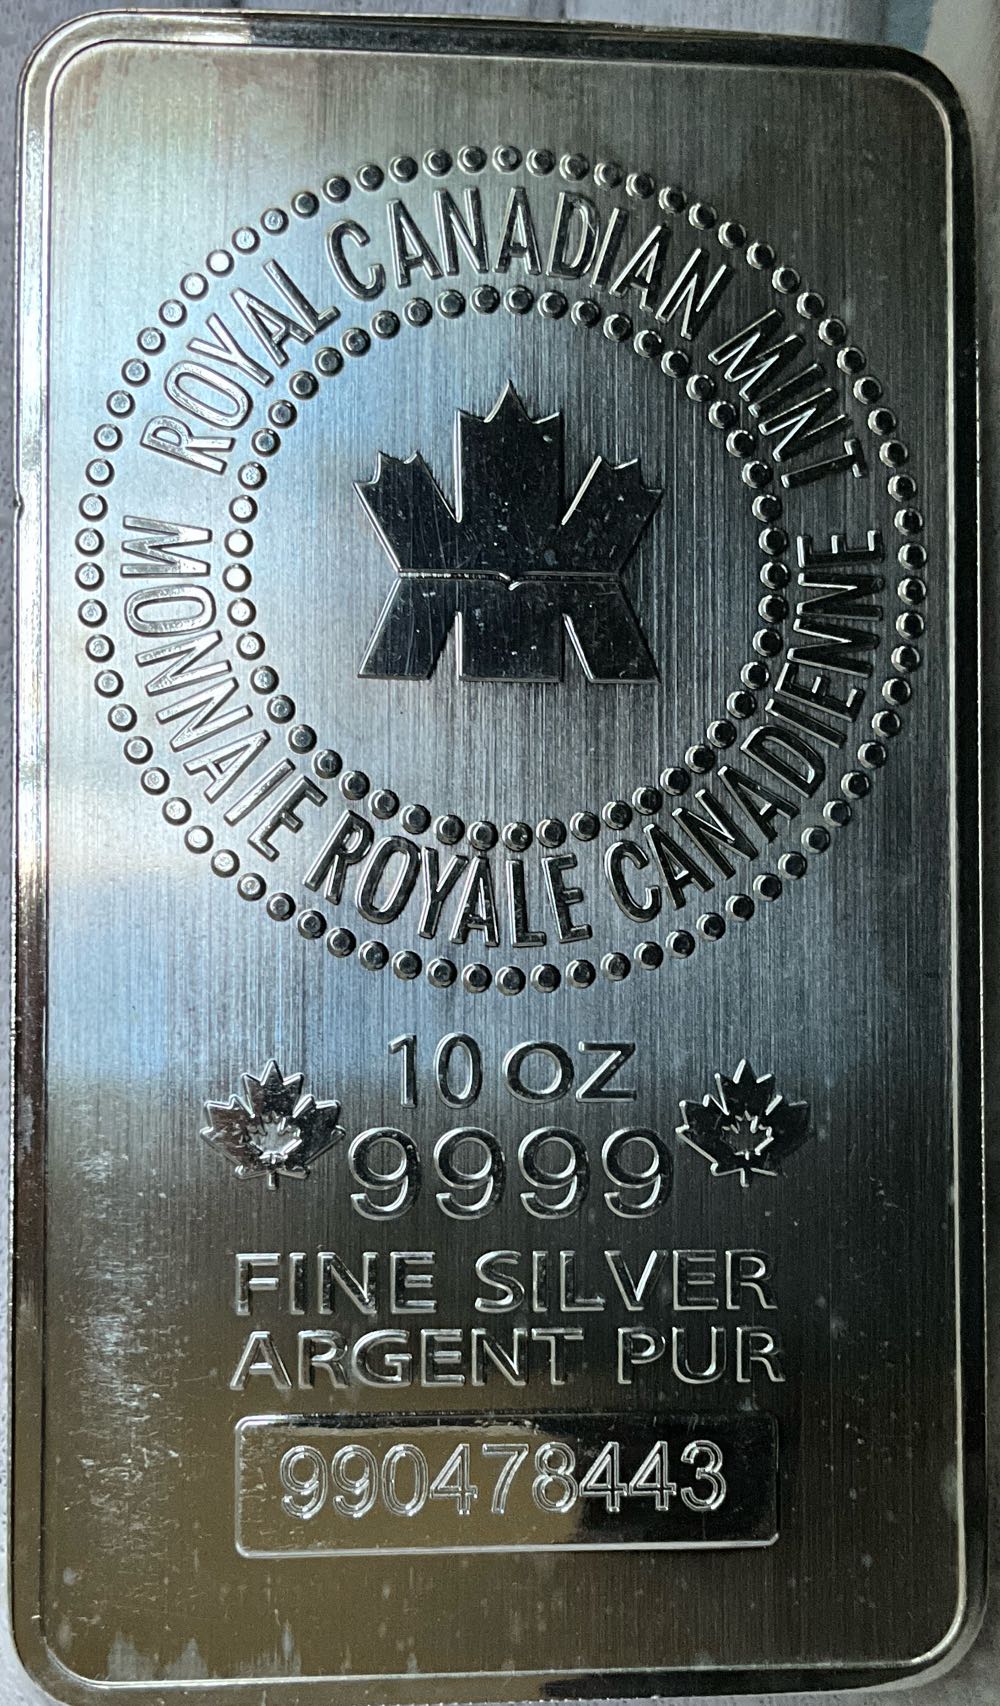 ROYAL CANADIAN MINT
MONNAIE ROYALE CANADIENNE
10 OZ
9999
FINE SILVER
ARGENT PUR
990478443